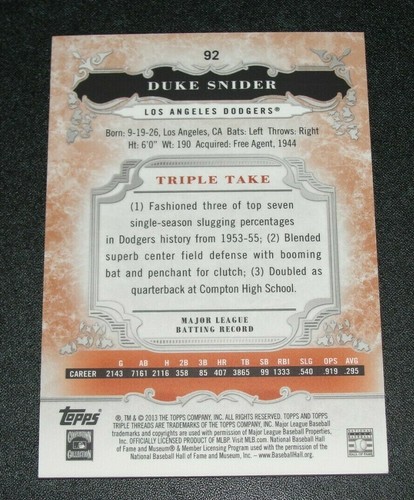 92
DUKE SNIDER
LOS ANGELES DODGERS®
Born: 9-19-26, Los Angeles, CA Bats: Left Throws: Right
Ht: 6'0" Wt: 190 Acquired: Free Agent, 1944
TRIPLE TAKE
(1) Fashioned three of top seven
single-season slugging percentages
in Dodgers history from 1953-55; (2) Blended
superb center field defense with booming
bat and penchant for clutch; (3) Doubled as
quarterback at Compton High School.
MAJOR LEAGUE
BATTING RECORD
G AB H 2B 3B HR TB SB RBI SLG OPS AVG
CAREER 2143 7161 2116 358 85 407 3865 99 1333 .540 .919 .295
Topps ®, TM & © 2013 THE TOPPS COMPANY, INC. ALL RIGHTS RESERVED. TOPPS AND TOPPS
TRIPLE THREADS ARE TRADEMARKS OF THE TOPPS COMPANY, INC. Major League Baseball
trademarks and copyrights are used with permission of Major League Baseball Properties,
Inc. OFFICIALLY LICENSED PRODUCT OF MLBP. Visit MLB.com. National Baseball Hall
of Fame and Museum® & Member Licensing Program used with permission of the
National Baseball Hall of Fame and Museum, Inc. – www.BaseballHall.org.
COLLECTION